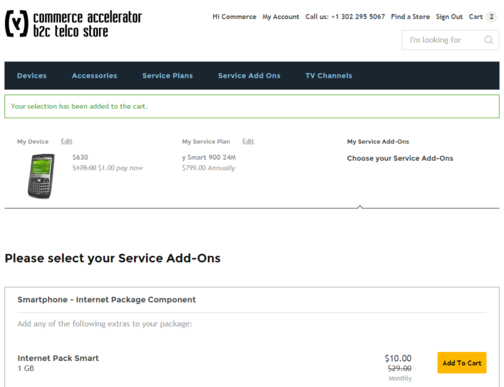 commerce accelerator
b2c telco store
Hi Commerce My Account Call us: +1 302 295 5067 Find a Store Sign Out Cart 2
I'm looking for
Devices Accessories Service Plans Service Add Ons TV Channels
Your selection has been added to the cart.
My Device Edit My Service Plan Edit My Service Add-Ons
S630 y Smart 900 24M Choose your Service Add-Ons
$178.00 $1.00 pay now $799.00 Annually
Please select your Service Add-Ons
Smartphone - Internet Package Component
Add any of the following extras to your package:
Internet Pack Smart $10.00 Add To Cart
1 GB $29.00
Monthly